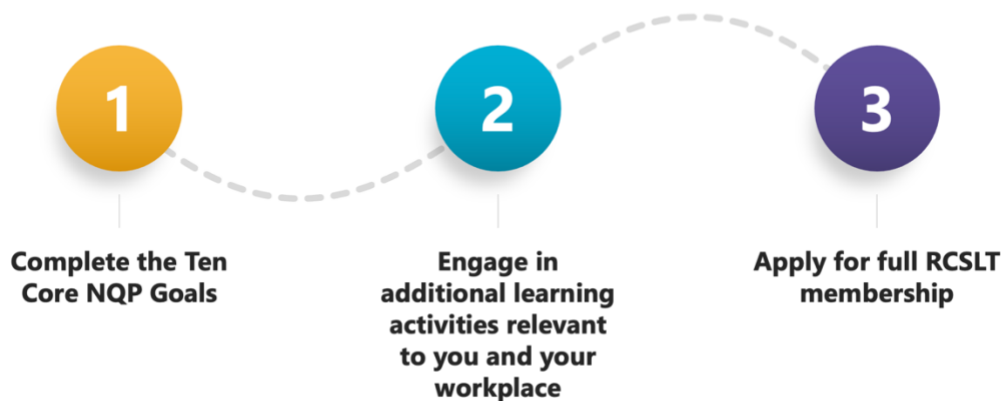 1
Complete the Ten
Core NQP Goals
2
Engage in
additional learning
activities relevant
to you and your
workplace
3
Apply for full RCSLT
membership